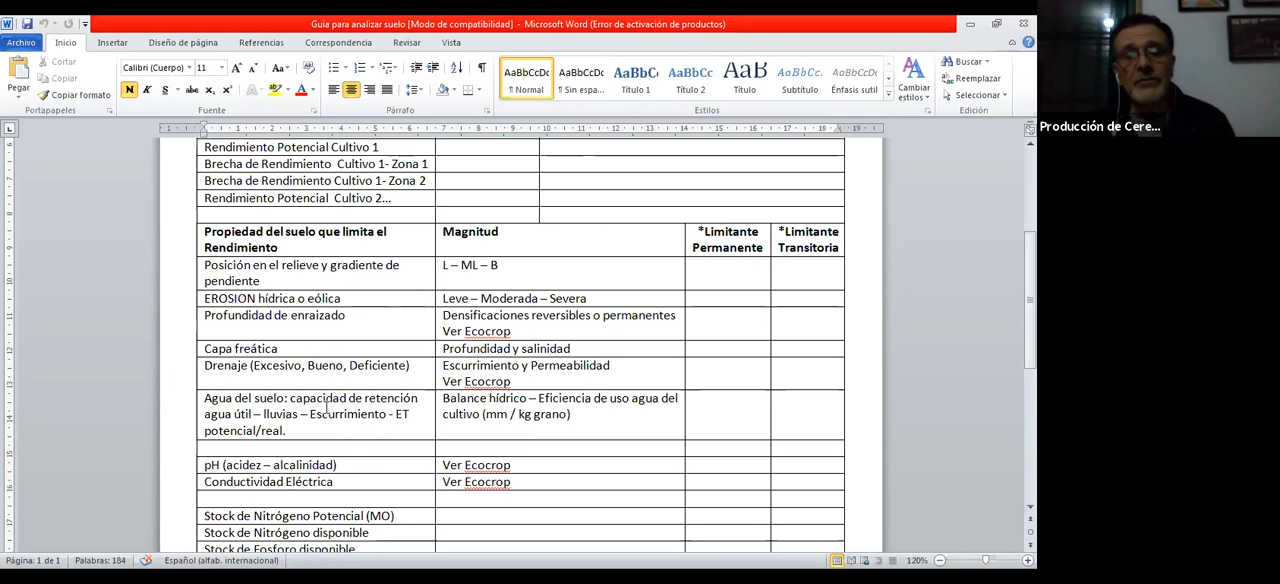 Guia para analizar suelo [Modo de compatibilidad] - Microsoft Word (Error de activación de productos)
Archivo Inicio Insertar Diseño de página Referencias Correspondencia Revisar Vista
Pegar
Cortar
Copiar
Copiar formato
Portapapeles
Calibri (Cuerpo) 11
N K S abc x₂ x² A
Fuente
Párrafo
AaBbCcDc AaBbCcDc AaBbC AaBbCc AaB AaBbCc. AaBbCcDc
¶ Normal ¶ Sin espa... Título 1 Título 2 Título Subtítulo Énfasis sutil
Cambiar estilos
Estilos
Buscar
Reemplazar
Seleccionar
Edición
Producción de Cere...
Rendimiento Potencial Cultivo 1
Brecha de Rendimiento Cultivo 1- Zona 1
Brecha de Rendimiento Cultivo 1- Zona 2
Rendimiento Potencial Cultivo 2...
Propiedad del suelo que limita el Magnitud *Limitante *Limitante
Rendimiento Permanente Transitoria
Posición en el relieve y gradiente de L – ML – B
pendiente
EROSION hídrica o eólica Leve – Moderada – Severa
Profundidad de enraizado Densificaciones reversibles o permanentes
Ver Ecocrop
Capa freática Profundidad y salinidad
Drenaje (Excesivo, Bueno, Deficiente) Escurrimiento y Permeabilidad
Ver Ecocrop
Agua del suelo: capacidad de retención Balance hídrico – Eficiencia de uso agua del
agua útil – lluvias – Escurrimiento - ET cultivo (mm / kg grano)
potencial/real.
pH (acidez – alcalinidad) Ver Ecocrop
Conductividad Eléctrica Ver Ecocrop
Stock de Nitrógeno Potencial (MO)
Stock de Nitrógeno disponible
Stock de Fosforo disponible
Página: 1 de 1 Palabras: 184 Español (alfab. internacional) 120%